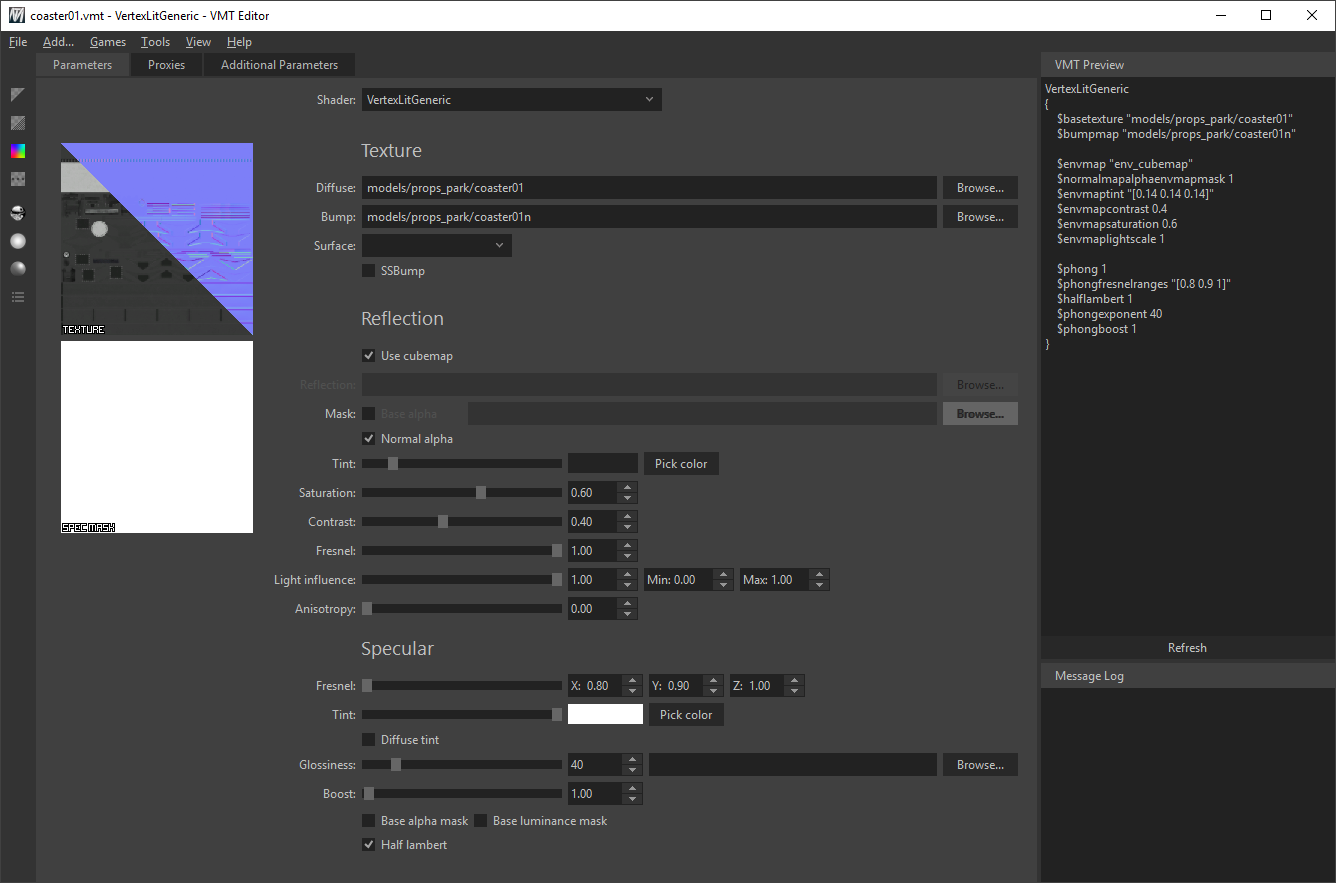 coaster01.vmt - VertexLitGeneric - VMT Editor
File Add... Games Tools View Help
Parameters Proxies Additional Parameters
Shader: VertexLitGeneric
TEXTURE
SPECMASK
Texture
Diffuse: models/props_park/coaster01 Browse...
Bump: models/props_park/coaster01n Browse...
Surface:
SSBump
Reflection
Use cubemap
Reflection: Browse...
Mask: Base alpha Browse...
Normal alpha
Tint: Pick color
Saturation: 0.60
Contrast: 0.40
Fresnel: 1.00
Light influence: 1.00 Min: 0.00 Max: 1.00
Anisotropy: 0.00
Specular
Fresnel: X: 0.80 Y: 0.90 Z: 1.00
Tint: Pick color
Diffuse tint
Glossiness: 40 Browse...
Boost: 1.00
Base alpha mask Base luminance mask
Half lambert
VMT Preview
VertexLitGeneric
{
$basetexture "models/props_park/coaster01"
$bumpmap "models/props_park/coaster01n"
$envmap "env_cubemap"
$normalmapalphaenvmapmask 1
$envmaptint "[0.14 0.14 0.14]"
$envmapcontrast 0.4
$envmapsaturation 0.6
$envmaplightscale 1
$phong 1
$phongfresnelranges "[0.8 0.9 1]"
$halflambert 1
$phongexponent 40
$phongboost 1
}
Refresh
Message Log